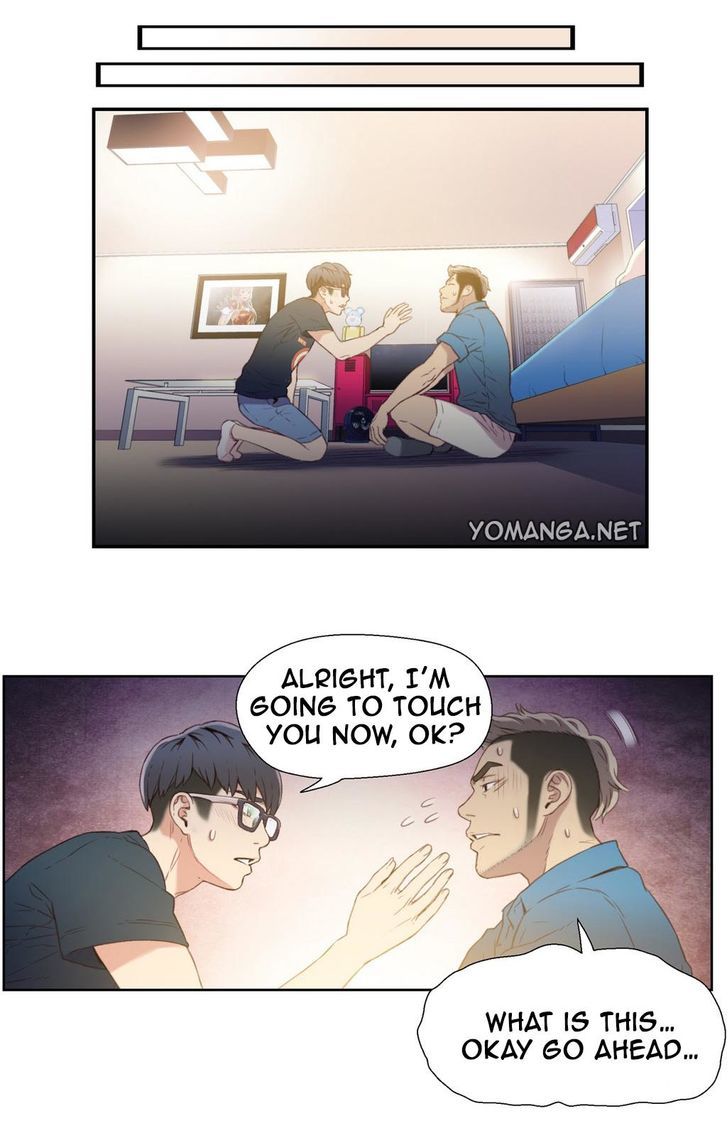 YOMANGA.NET
ALRIGHT, I'M
GOING TO TOUCH
YOU NOW, OK?
WHAT IS THIS...
OKAY GO AHEAD...